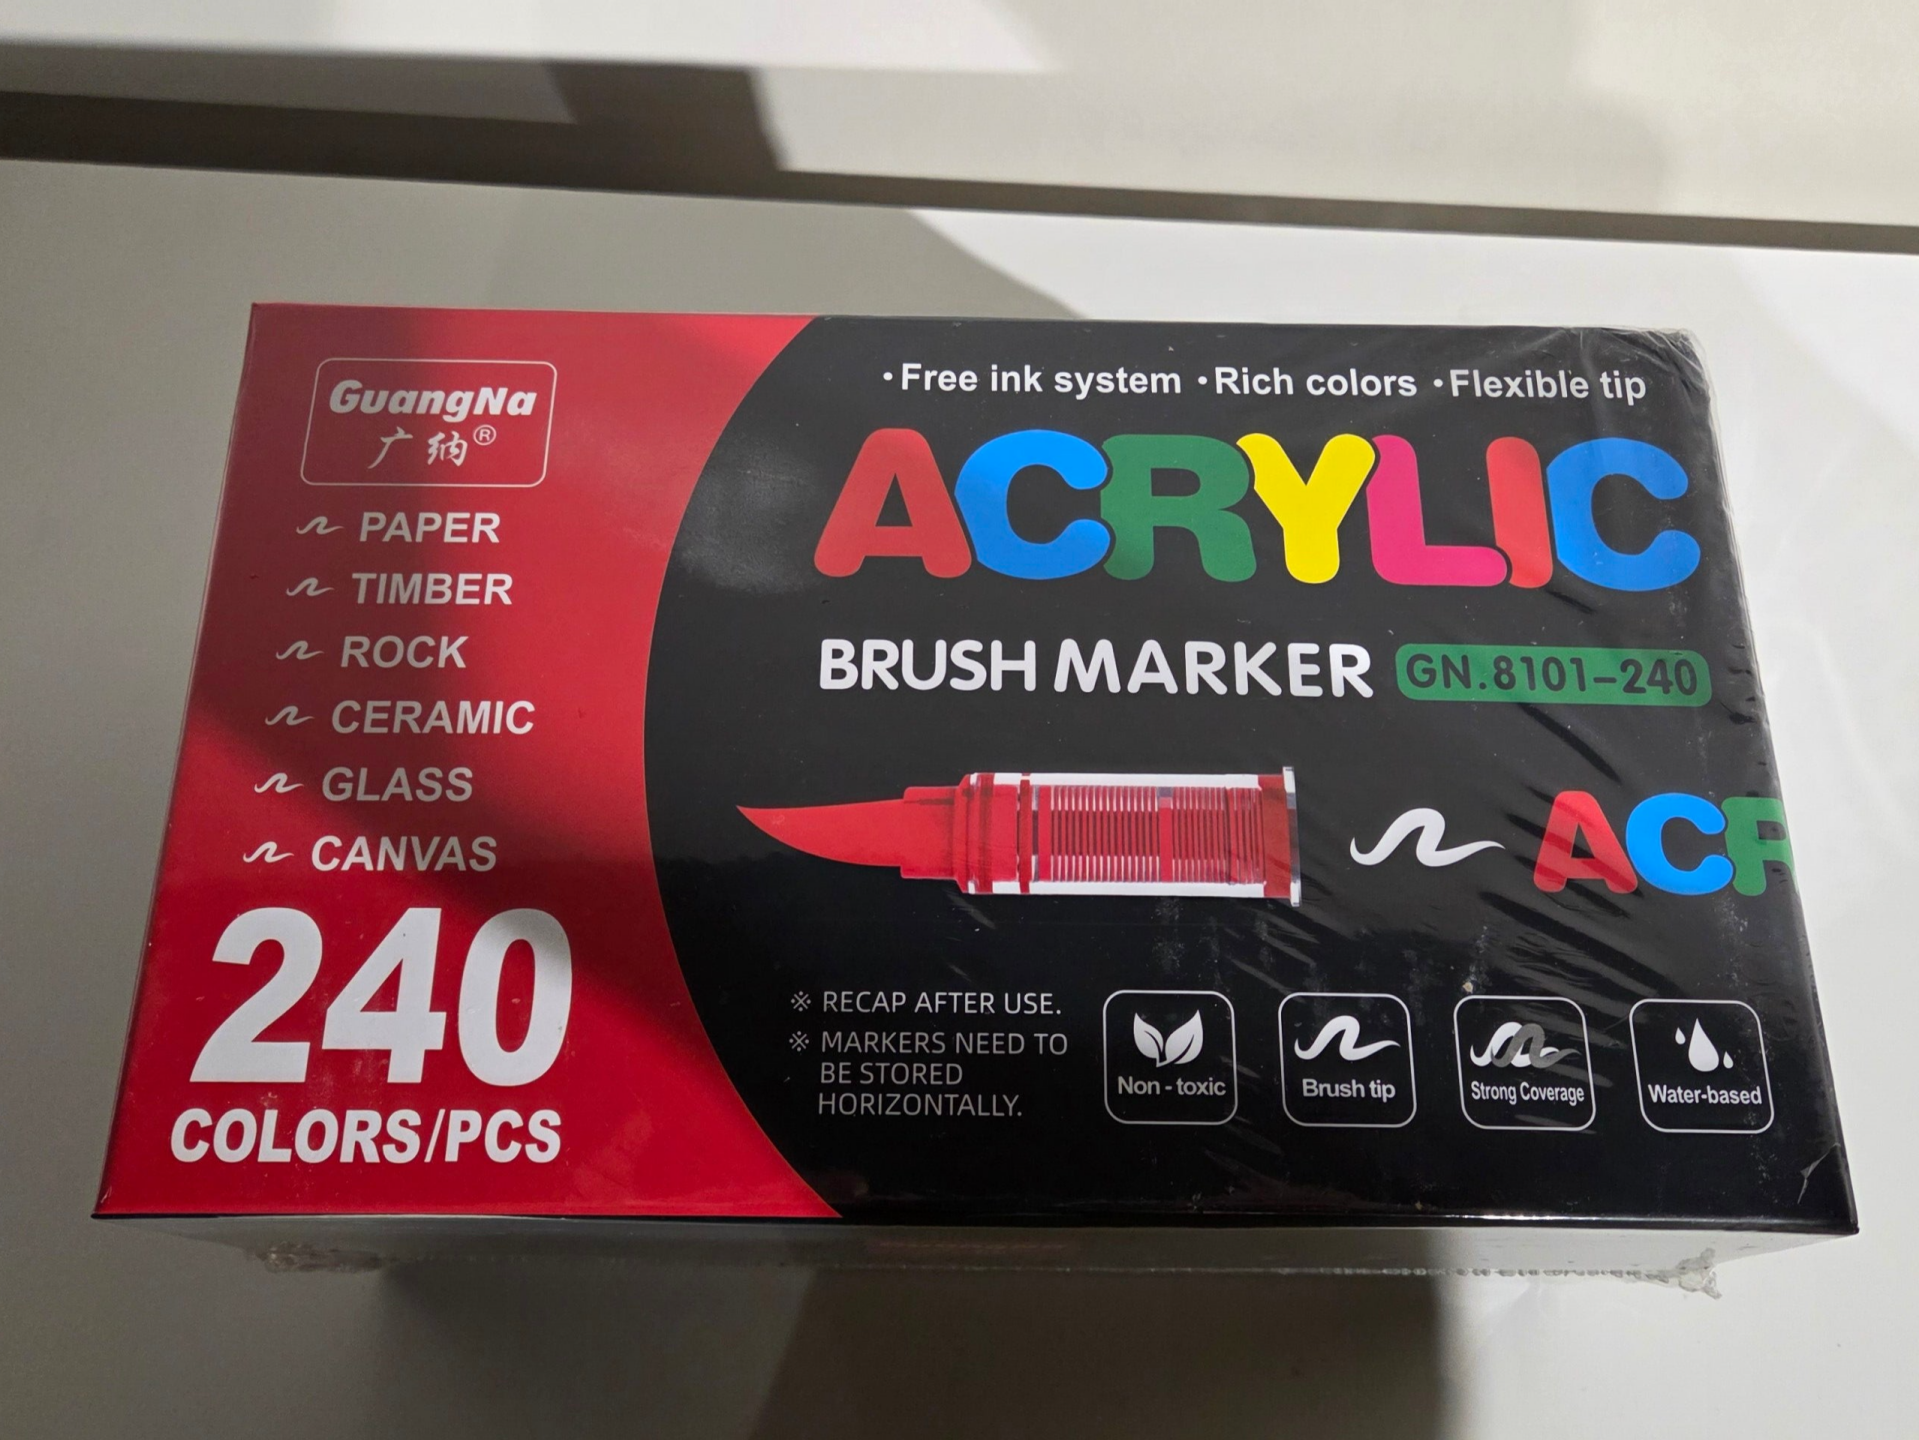 GuangNa
广纳®
PAPER
TIMBER
ROCK
CERAMIC
GLASS
CANVAS
240
COLORS/PCS
·Free ink system ·Rich colors ·Flexible tip
ACRYLIC
BRUSH MARKER GN.8101-240
ACR
※ RECAP AFTER USE.
※ MARKERS NEED TO
BE STORED
HORIZONTALLY.
Non-toxic
Brush tip
Strong Coverage
Water-based